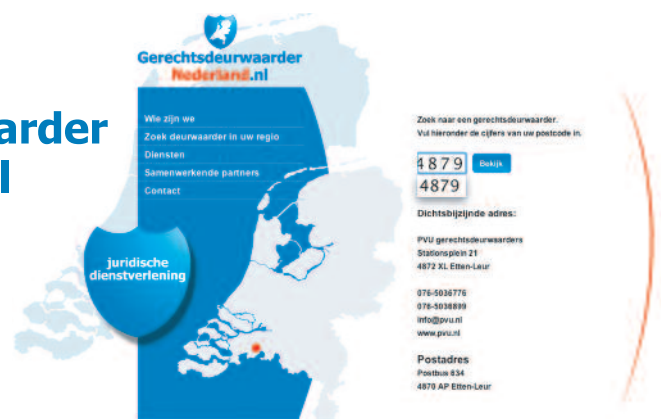 Gerechtsdeurwaarder
Nederland.nl
arder
l
Wie zijn we
Zoek deurwaarder in uw regio
Diensten
Samenwerkende partners
Contact
juridische
dienstverlening
Zoek naar een gerechtsdeurwaarder.
Vul hieronder de cijfers van uw postcode in.
4879 Bekijk
4879
Dichtsbijzijnde adres:
PVU gerechtsdeurwaarders
Stationsplein 21
4872 XL Etten-Leur
076-5036776
076-5036899
info@pvu.nl
www.pvu.nl
Postadres
Postbus 634
4870 AP Etten-Leur